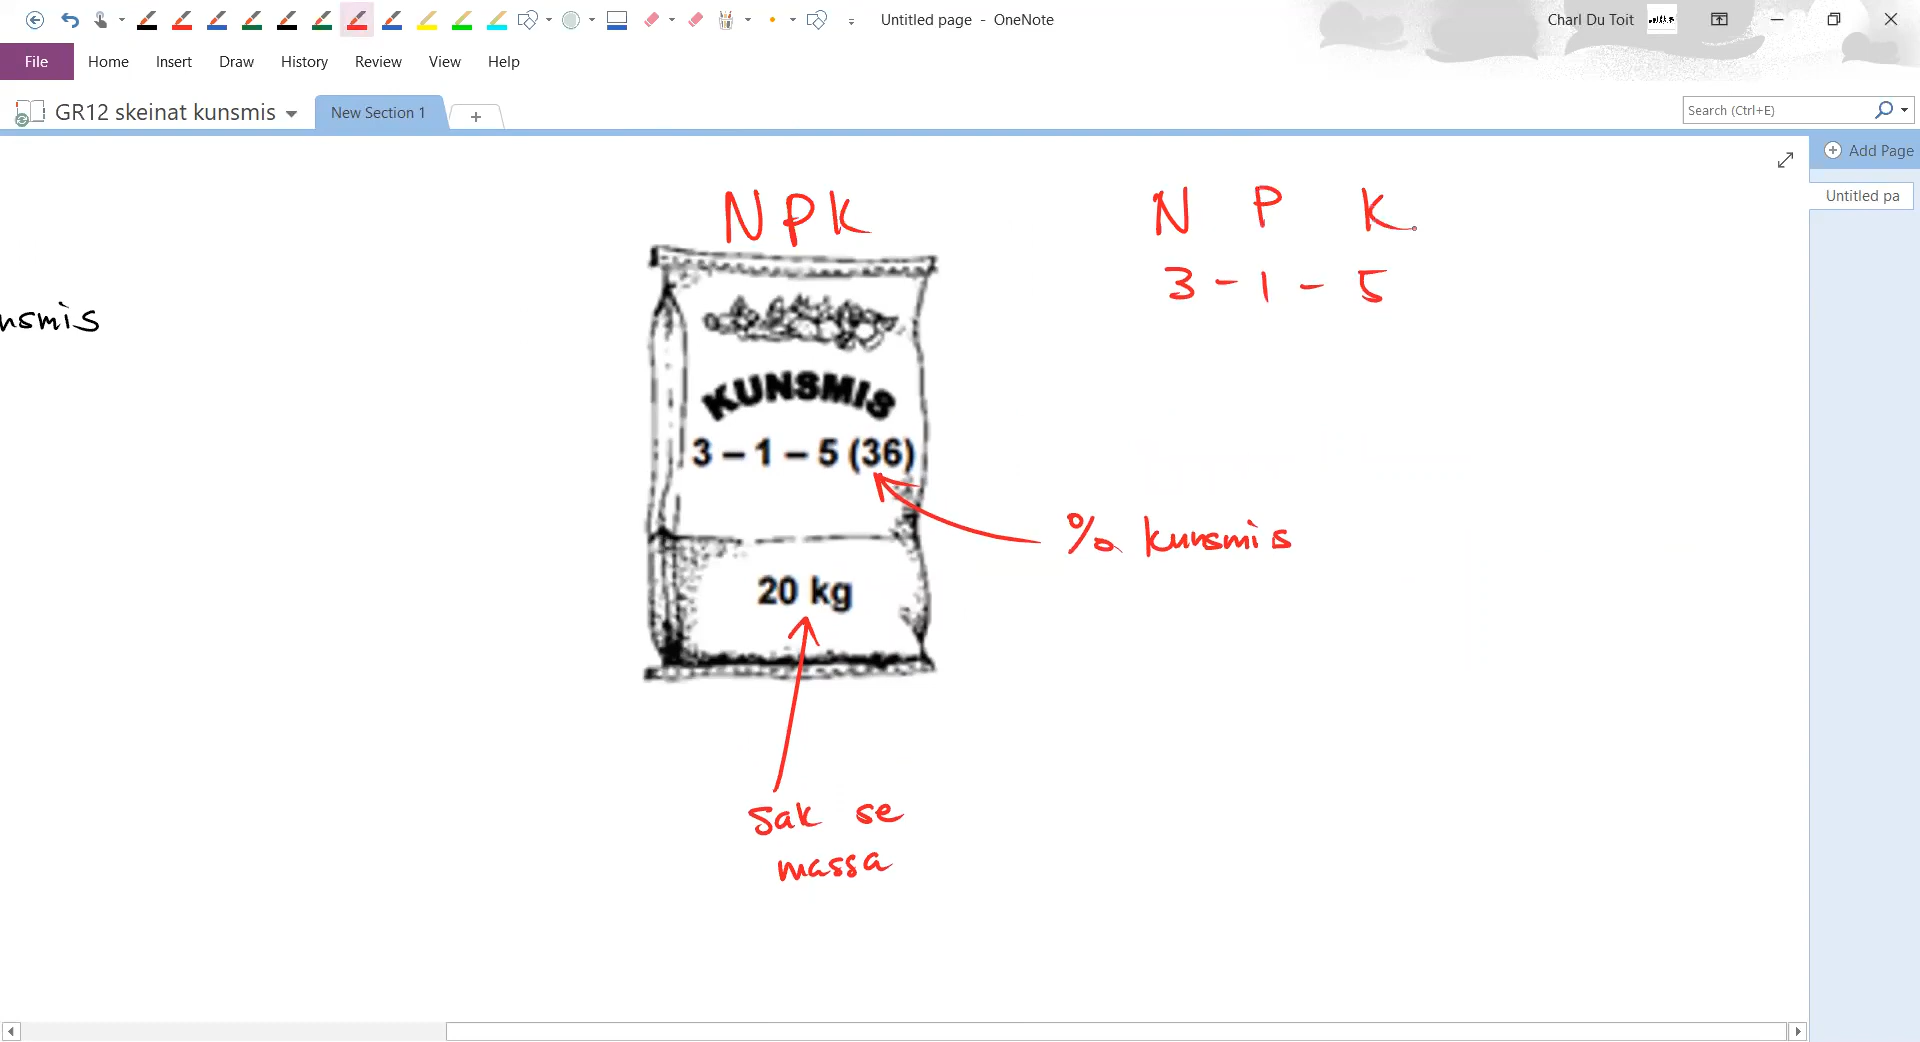 Untitled page - OneNote
Charl Du Toit
File Home Insert Draw History Review View Help
GR12 skeinat kunsmis
New Section 1
Search (Ctrl+E)
Add Page
Untitled pa
N P K
N P K
3 - 1 - 5
nsmis
KUNSMIS
3 – 1 – 5 (36)
% kunsmis
20 kg
sak se
massa